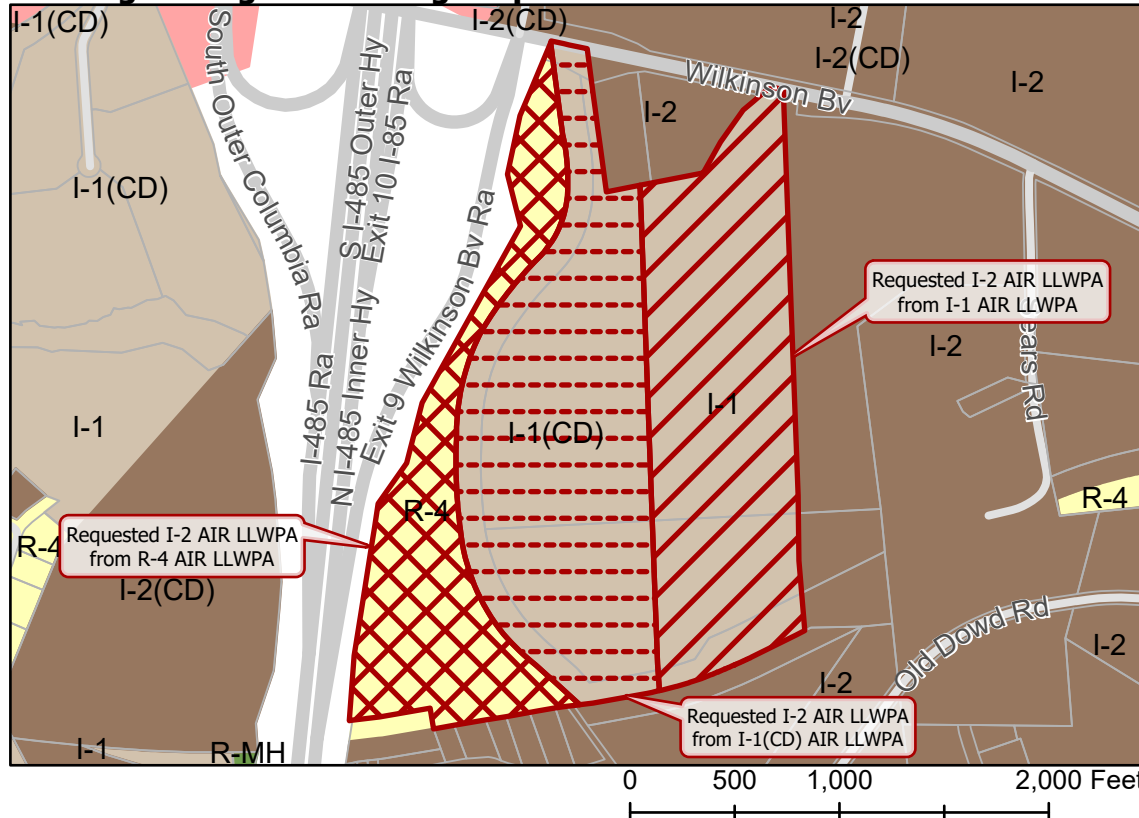 I-1(CD)
I-2(CD)
I-2
I-2(CD)
I-2
South Outer Columbia Ra
S I-485 Outer Hy
Exit 10 I-85 Ra
Wilkinson Bv
I-2
I-1(CD)
Exit 9 Wilkinson Bv Ra
Requested I-2 AIR LLWPA
from I-1 AIR LLWPA
I-2
ears Rd
I-485 Ra
N I-485 Inner Hy
I-1
I-1
I-1(CD)
R-4
R-4
R-4
Requested I-2 AIR LLWPA
from R-4 AIR LLWPA
I-2(CD)
Old Dowd Rd
I-2
I-2
Requested I-2 AIR LLWPA
from I-1(CD) AIR LLWPA
I-1
R-MH
0 500 1,000 2,000 Feet